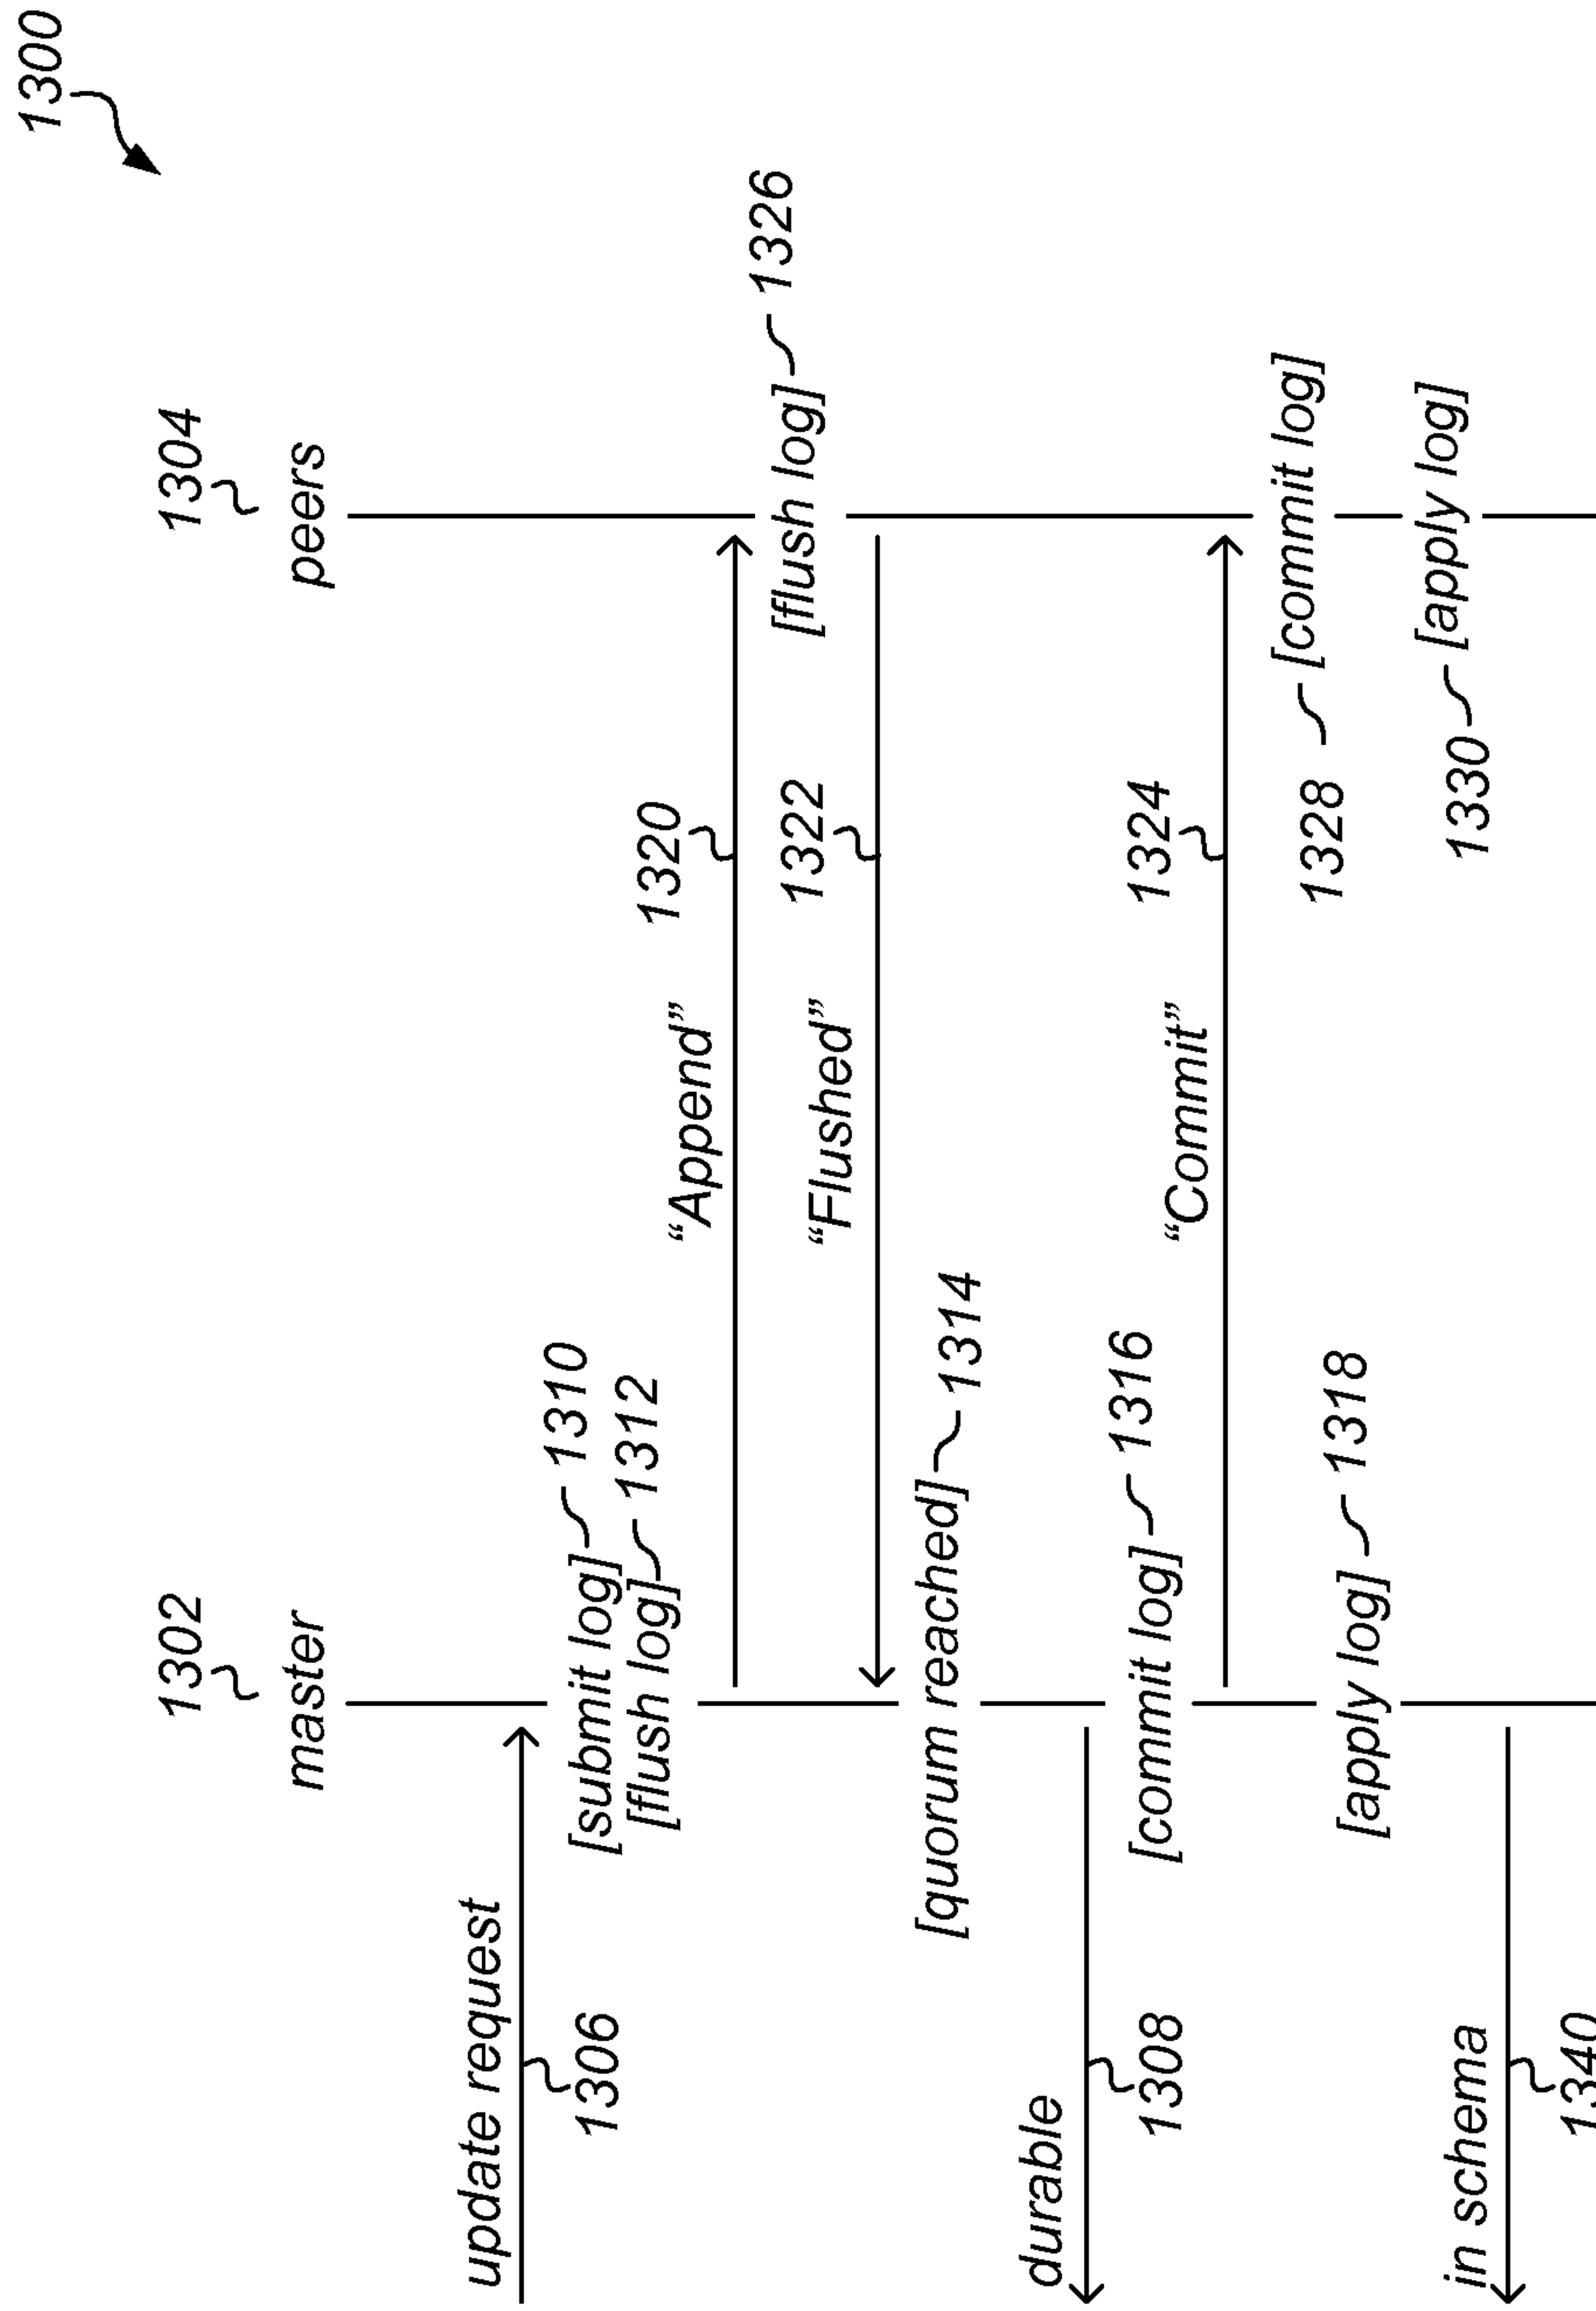 1300
1302
1304
master
peers
update request
1306
[submit log] 1310
[flush log] 1312
"Append" 1320
[flush log] 1326
"Flushed" 1322
[quorum reached] 1314
durable
1308
[commit log] 1316
"Commit" 1324
1328 [commit log]
[apply log] 1318
1330 [apply log]
in schema
1340